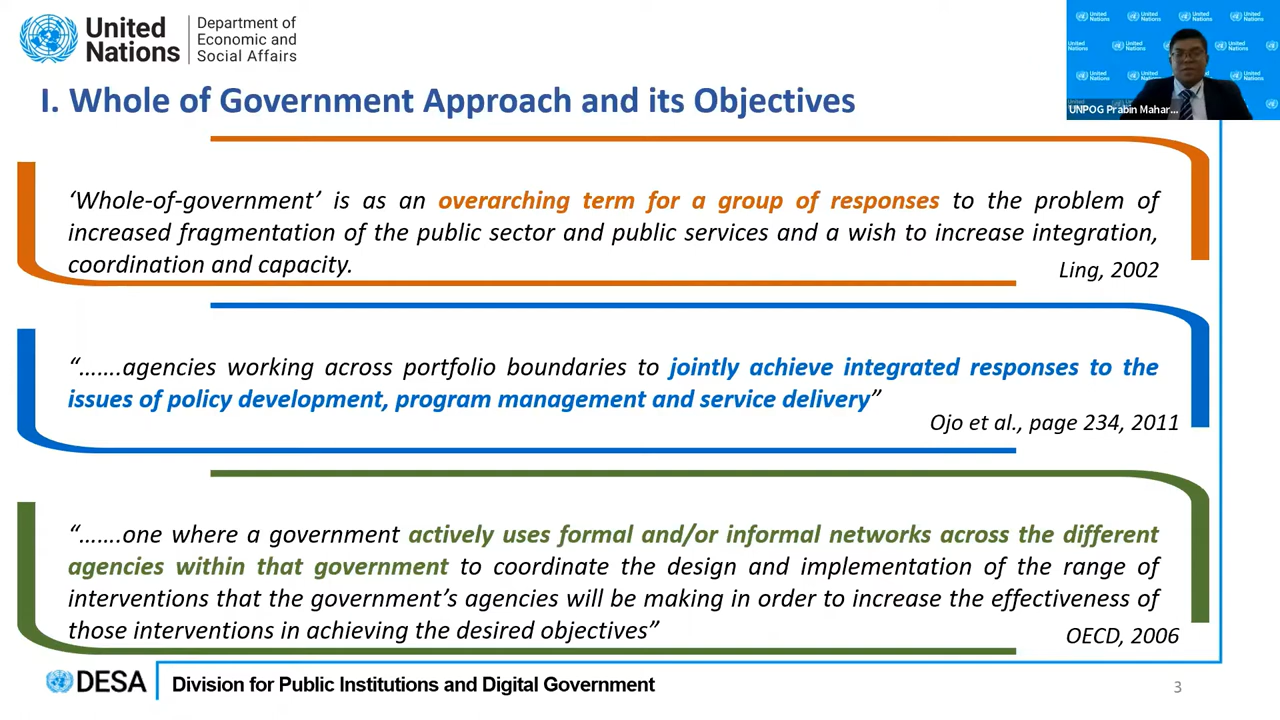 United
Nations
Department of
Economic and
Social Affairs
I. Whole of Government Approach and its Objectives
UNPOG Prabin Mahar...
‘Whole-of-government’ is as an overarching term for a group of responses to the problem of
increased fragmentation of the public sector and public services and a wish to increase integration,
coordination and capacity.
Ling, 2002
“…….agencies working across portfolio boundaries to jointly achieve integrated responses to the
issues of policy development, program management and service delivery”
Ojo et al., page 234, 2011
“…….one where a government actively uses formal and/or informal networks across the different
agencies within that government to coordinate the design and implementation of the range of
interventions that the government’s agencies will be making in order to increase the effectiveness of
those interventions in achieving the desired objectives”
OECD, 2006
DESA
Division for Public Institutions and Digital Government
3